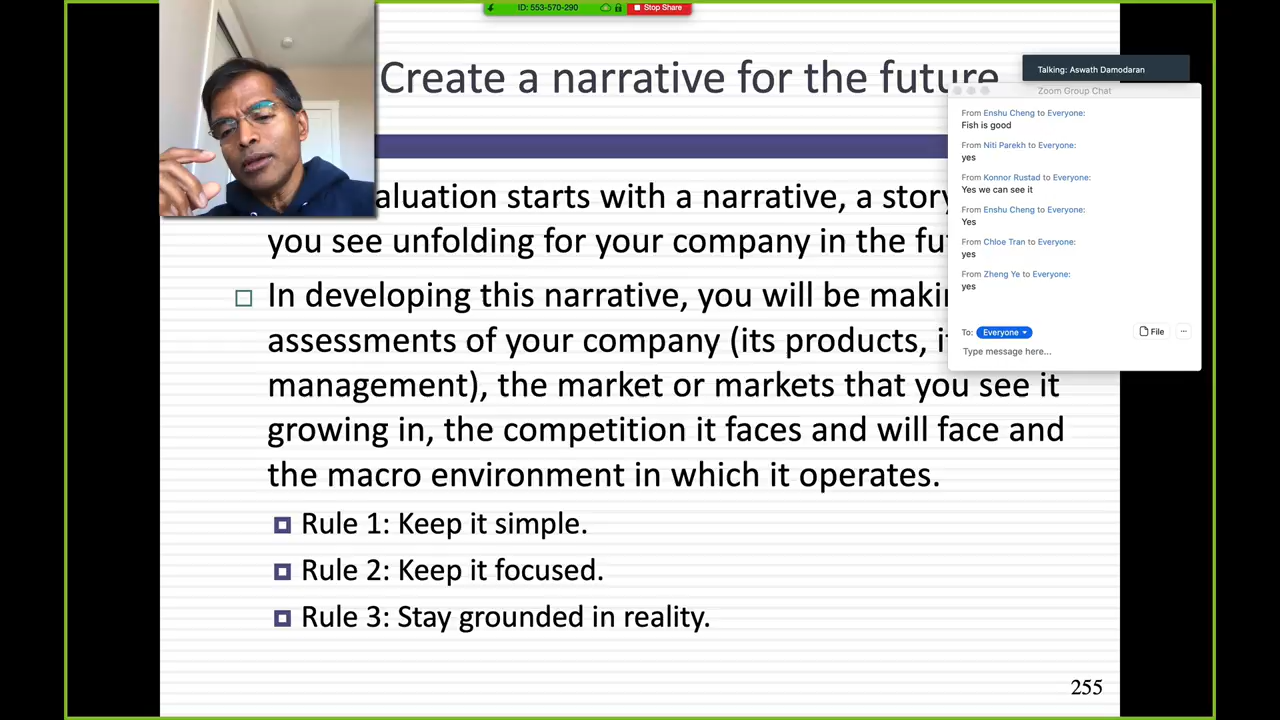 ID: 553-570-290
Stop Share
Create a narrative for the future
Talking: Aswath Damodaran
Zoom Group Chat
From Enshu Cheng to Everyone:
Fish is good
From Niti Parekh to Everyone:
yes
From Konnor Rustad to Everyone:
Yes we can see it
From Enshu Cheng to Everyone:
Yes
From Chloe Tran to Everyone:
yes
From Zheng Ye to Everyone:
yes
To: Everyone
File
Type message here...
valuation starts with a narrative, a story
you see unfolding for your company in the
In developing this narrative, you will be
assessments of your company (its products,
management), the market or markets that you see it
growing in, the competition it faces and will face and
the macro environment in which it operates.
Rule 1: Keep it simple.
Rule 2: Keep it focused.
Rule 3: Stay grounded in reality.
255